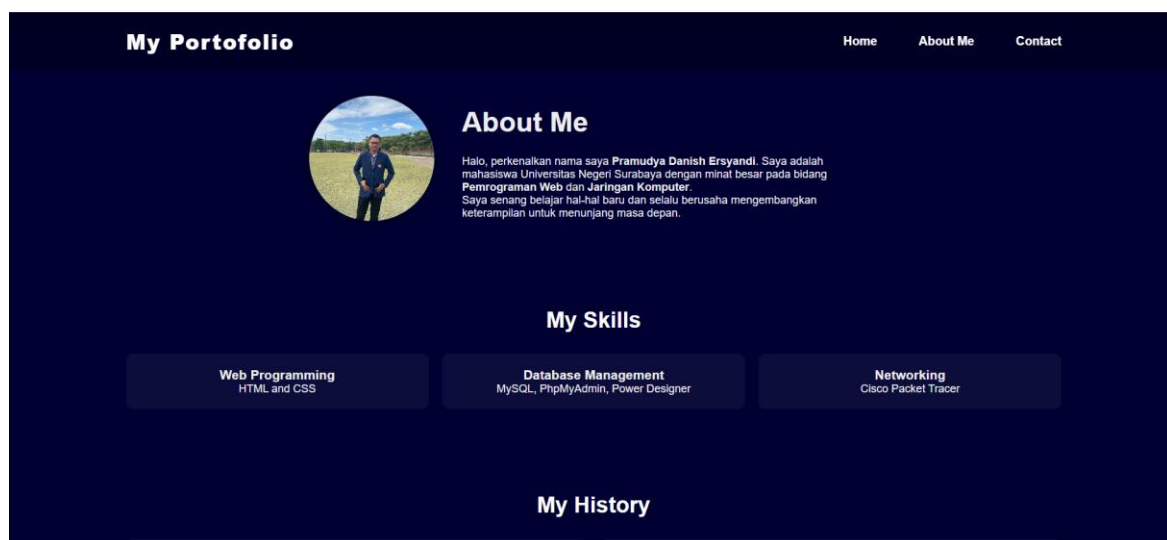 My Portofolio
Home About Me Contact
About Me
Halo, perkenalkan nama saya Pramudya Danish Ersyandi. Saya adalah
mahasiswa Universitas Negeri Surabaya dengan minat besar pada bidang
Pemrograman Web dan Jaringan Komputer.
Saya senang belajar hal-hal baru dan selalu berusaha mengembangkan
keterampilan untuk menunjang masa depan.
My Skills
Web Programming
HTML and CSS
Database Management
MySQL, PhpMyAdmin, Power Designer
Networking
Cisco Packet Tracer
My History